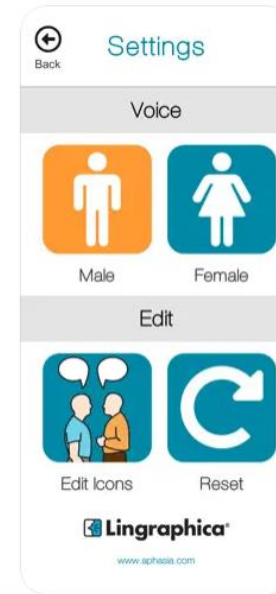 Settings
Back
Voice
Male Female
Edit
Edit Icons Reset
Lingraphica®
www.aphasia.com